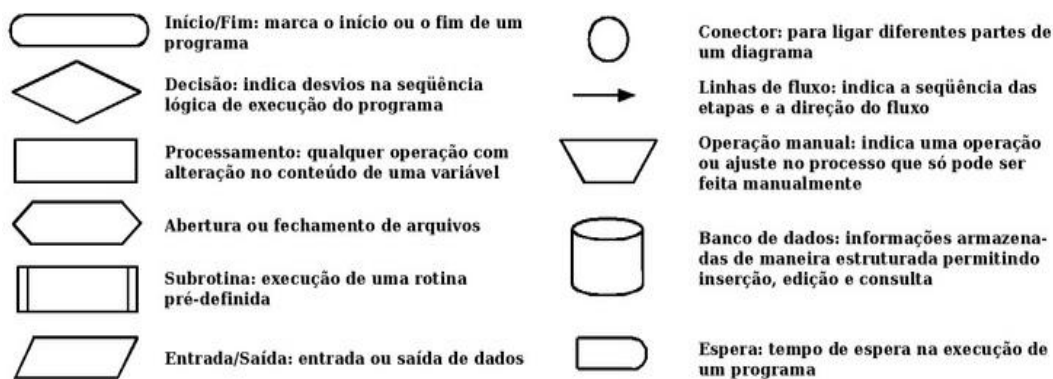 Início/Fim: marca o início ou o fim de um
programa
Decisão: indica desvios na seqüência
lógica de execução do programa
Processamento: qualquer operação com
alteração no conteúdo de uma variável
Abertura ou fechamento de arquivos
Subrotina: execução de uma rotina
pré-definida
Entrada/Saída: entrada ou saída de dados
Conector: para ligar diferentes partes de
um diagrama
Linhas de fluxo: indica a seqüência das
etapas e a direção do fluxo
Operação manual: indica uma operação
ou ajuste no processo que só pode ser
feita manualmente
Banco de dados: informações armazena-
das de maneira estruturada permitindo
inserção, edição e consulta
Espera: tempo de espera na execução de
um programa